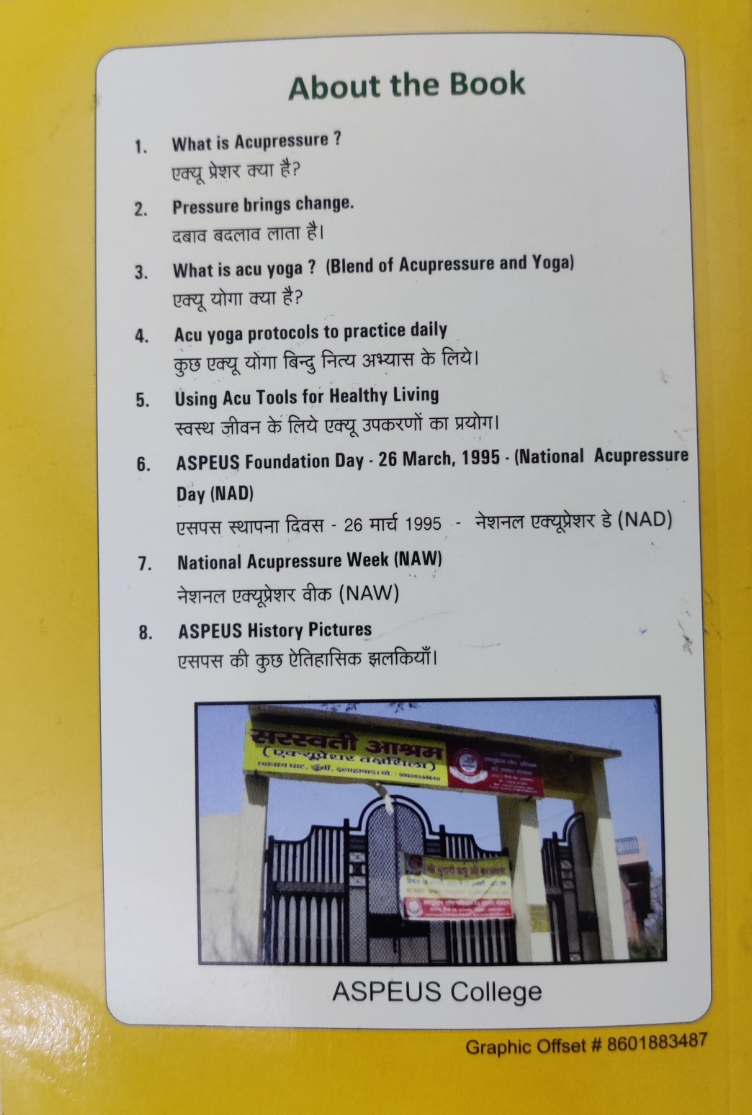 About the Book
1. What is Acupressure ?
एक्यू प्रेशर क्या है?
2. Pressure brings change.
दबाव बदलाव लाता है।
3. What is acu yoga ? (Blend of Acupressure and Yoga)
एक्यू योगा क्या है?
4. Acu yoga protocols to practice daily
कुछ एक्यू योगा बिन्दु नित्य अभ्यास के लिये।
5. Using Acu Tools for Healthy Living
स्वस्थ जीवन के लिये एक्यू उपकरणों का प्रयोग।
6. ASPEUS Foundation Day - 26 March, 1995 - (National Acupressure
Day (NAD)
एसपस स्थापना दिवस - 26 मार्च 1995 - नेशनल एक्यूप्रेशर डे (NAD)
7. National Acupressure Week (NAW)
नेशनल एक्यूप्रेशर वीक (NAW)
8. ASPEUS History Pictures
एसपस की कुछ ऐतिहासिक झलकियाँ।
सरस्वती आश्रम
(एक्यूप्रेशर तक्षशिला)
ASPEUS College
Graphic Offset # 8601883487